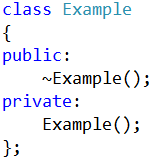 class Example
{
public:
    ~Example();
private:
    Example();
};